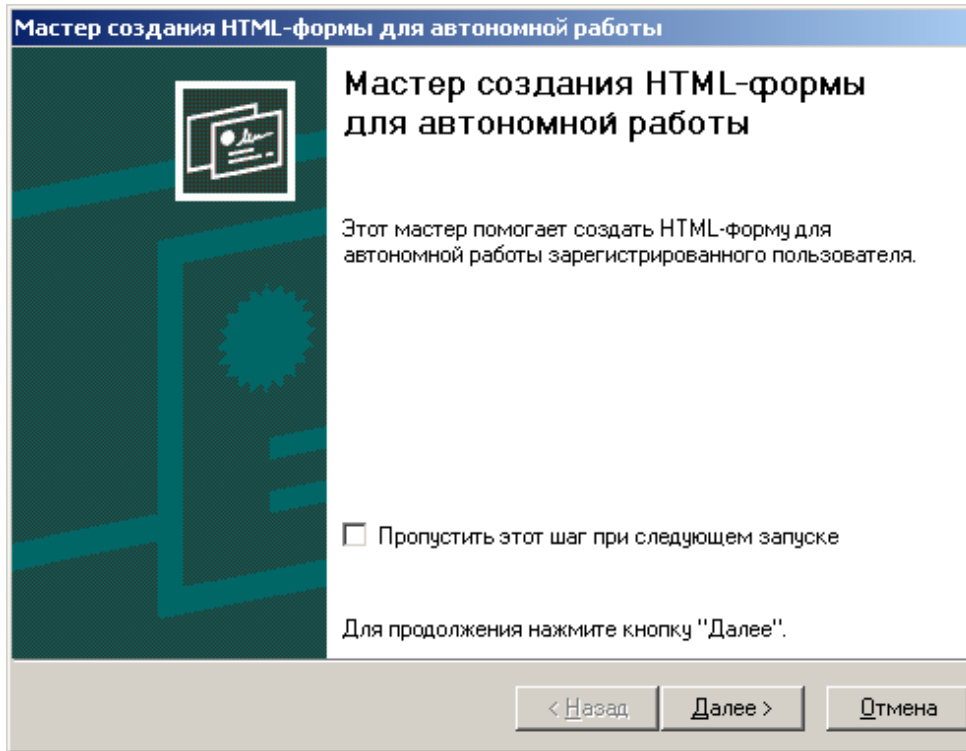 Мастер создания HTML-формы для автономной работы
Мастер создания HTML-формы
для автономной работы
Этот мастер помогает создать HTML-форму для
автономной работы зарегистрированного пользователя.
Пропустить этот шаг при следующем запуске
Для продолжения нажмите кнопку "Далее".
< Назад Далее > Отмена